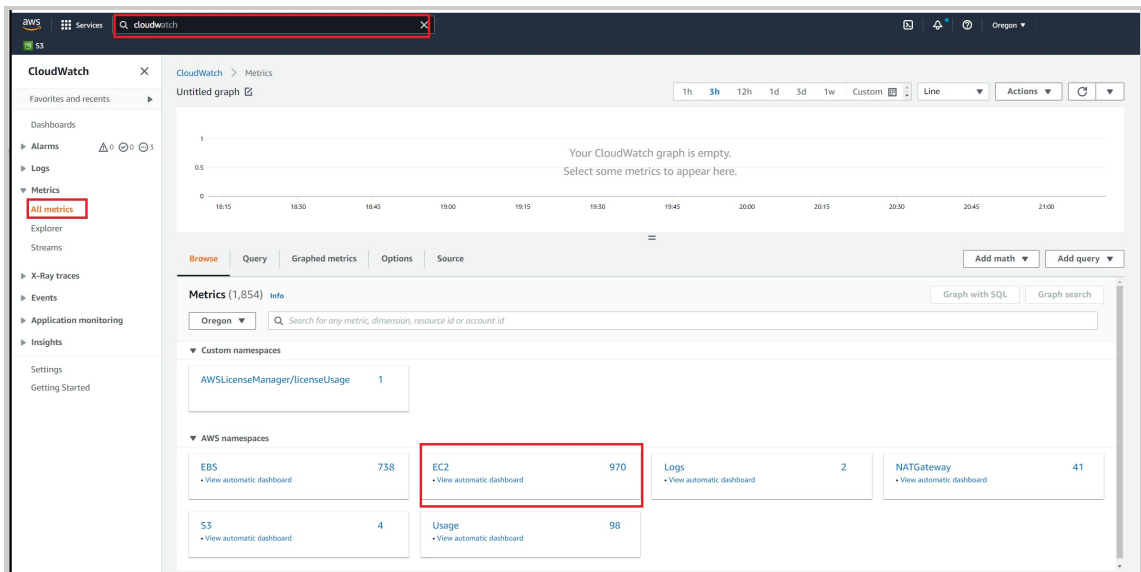 aws Services cloudwatch Oregon ▼
S3
CloudWatch
Favorites and recents
Dashboards
Alarms 0 0 3
Logs
Metrics
All metrics
Explorer
Streams
X-Ray traces
Events
Application monitoring
Insights
Settings
Getting Started
CloudWatch > Metrics
Untitled graph
1h 3h 12h 1d 3d 1w Custom Line ▼ Actions ▼
1
0.5
0
Your CloudWatch graph is empty.
Select some metrics to appear here.
18:15 18:30 18:45 19:00 19:15 19:30 19:45 20:00 20:15 20:30 20:45 21:00
Browse Query Graphed metrics Options Source Add math ▼ Add query ▼
Metrics (1,854) Info Graph with SQL Graph search
Oregon ▼ Search for any metric, dimension, resource id or account id
▼ Custom namespaces
AWSLicenseManager/licenseUsage 1
▼ AWS namespaces
EBS 738 EC2 970 Logs 2 NATGateway 41
• View automatic dashboard • View automatic dashboard • View automatic dashboard • View automatic dashboard
S3 4 Usage 98
• View automatic dashboard • View automatic dashboard